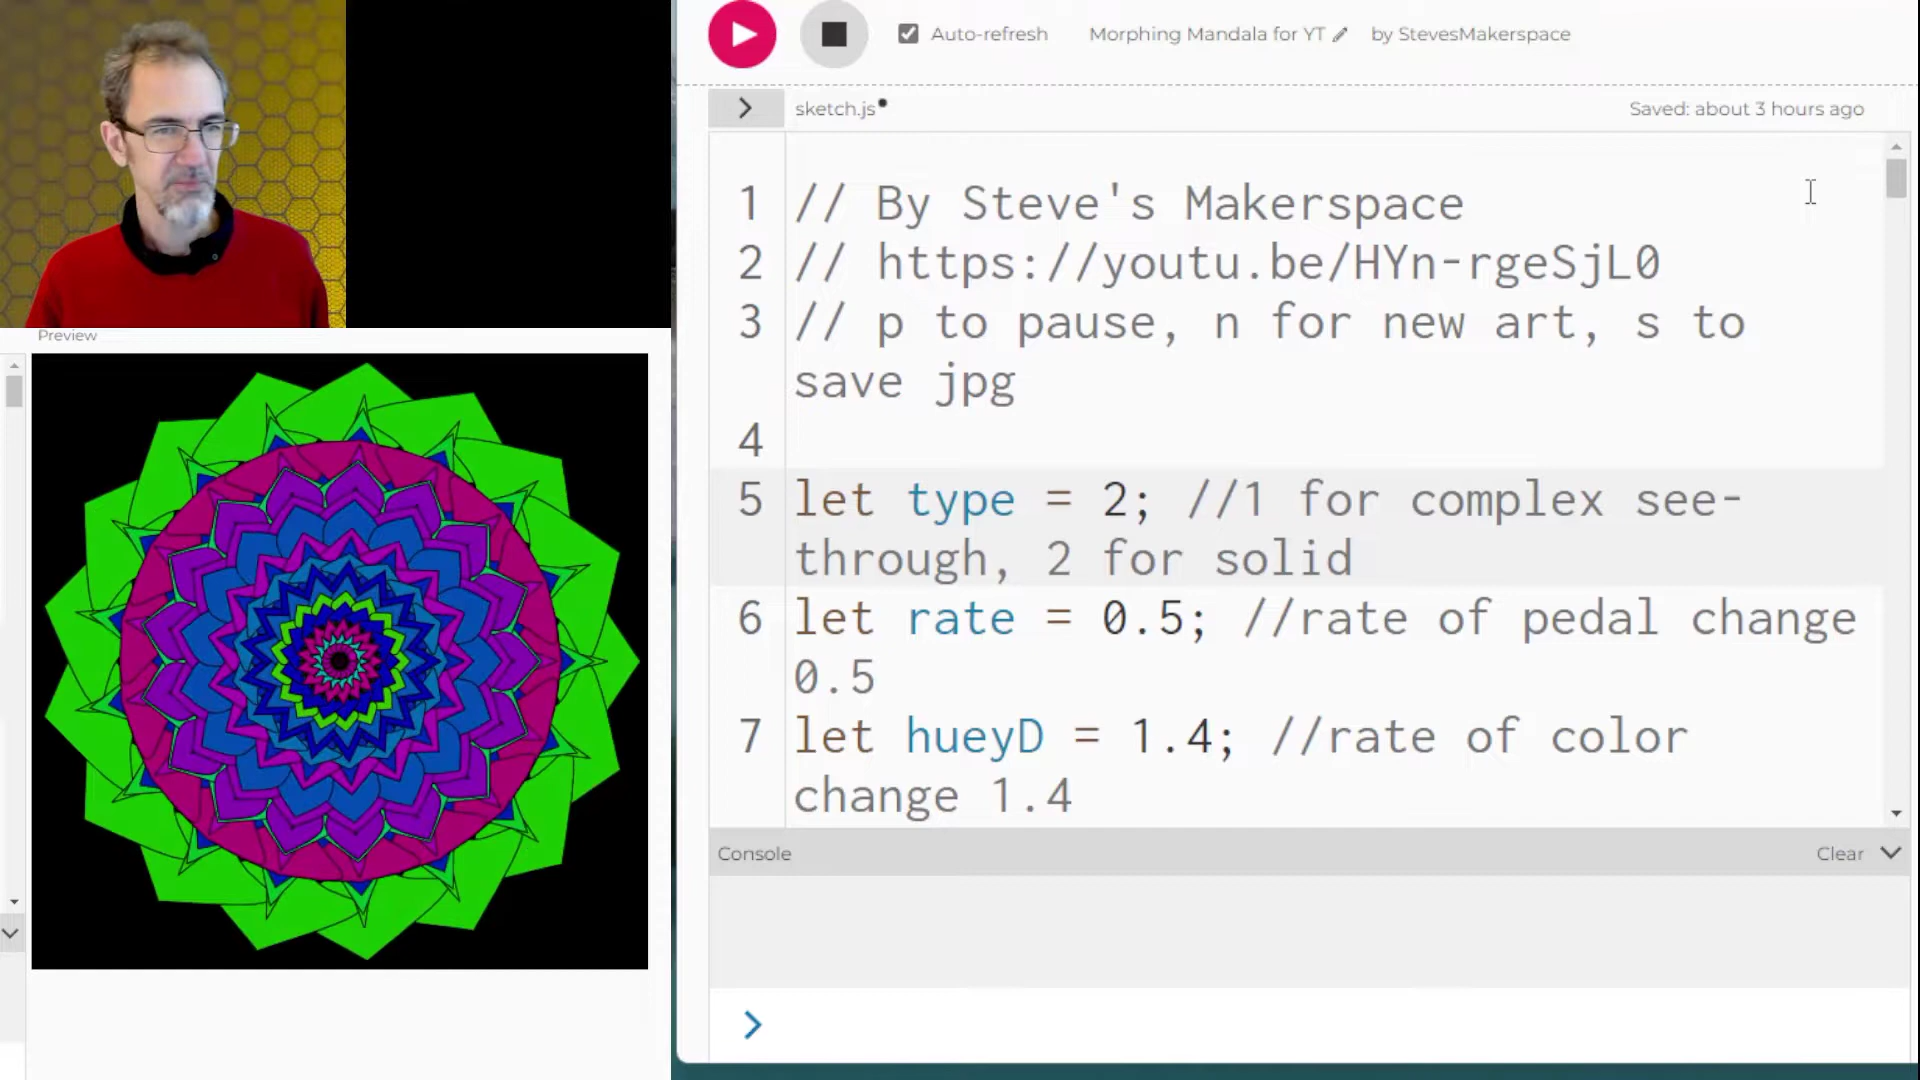 Auto-refresh
Morphing Mandala for YT
by StevesMakerspace
sketch.js
Saved: about 3 hours ago
1 // By Steve's Makerspace
2 // https://youtu.be/HYn-rgeSjL0
3 // p to pause, n for new art, s to
save jpg
4
5 let type = 2; //1 for complex see-
through, 2 for solid
6 let rate = 0.5; //rate of pedal change
0.5
7 let hueyD = 1.4; //rate of color
change 1.4
Console
Clear
Preview